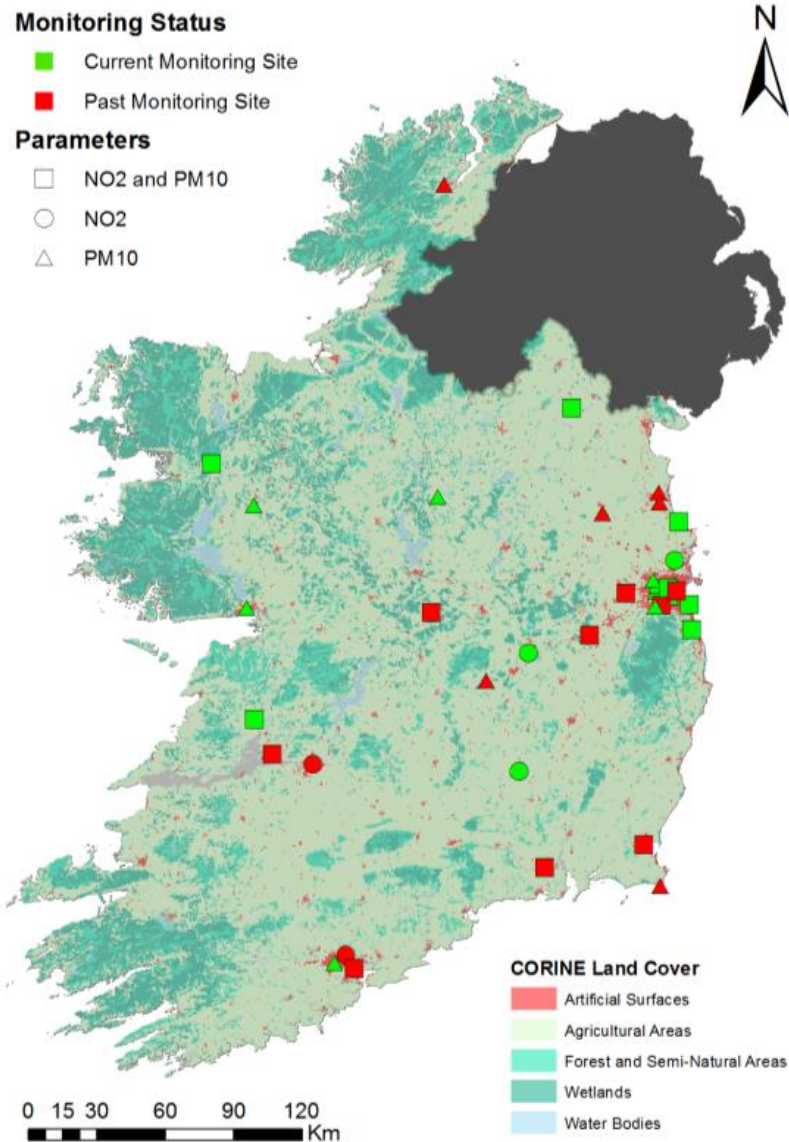 Monitoring Status
Current Monitoring Site
Past Monitoring Site
Parameters
NO2 and PM10
NO2
PM10
N
CORINE Land Cover
Artificial Surfaces
Agricultural Areas
Forest and Semi-Natural Areas
Wetlands
Water Bodies
0 15 30 60 90 120
Km